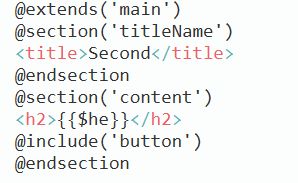 @extends('main')
@section('titleName')
<title>Second</title>
@endsection
@section('content')
<h2>{{$he}}</h2>
@include('button')
@endsection